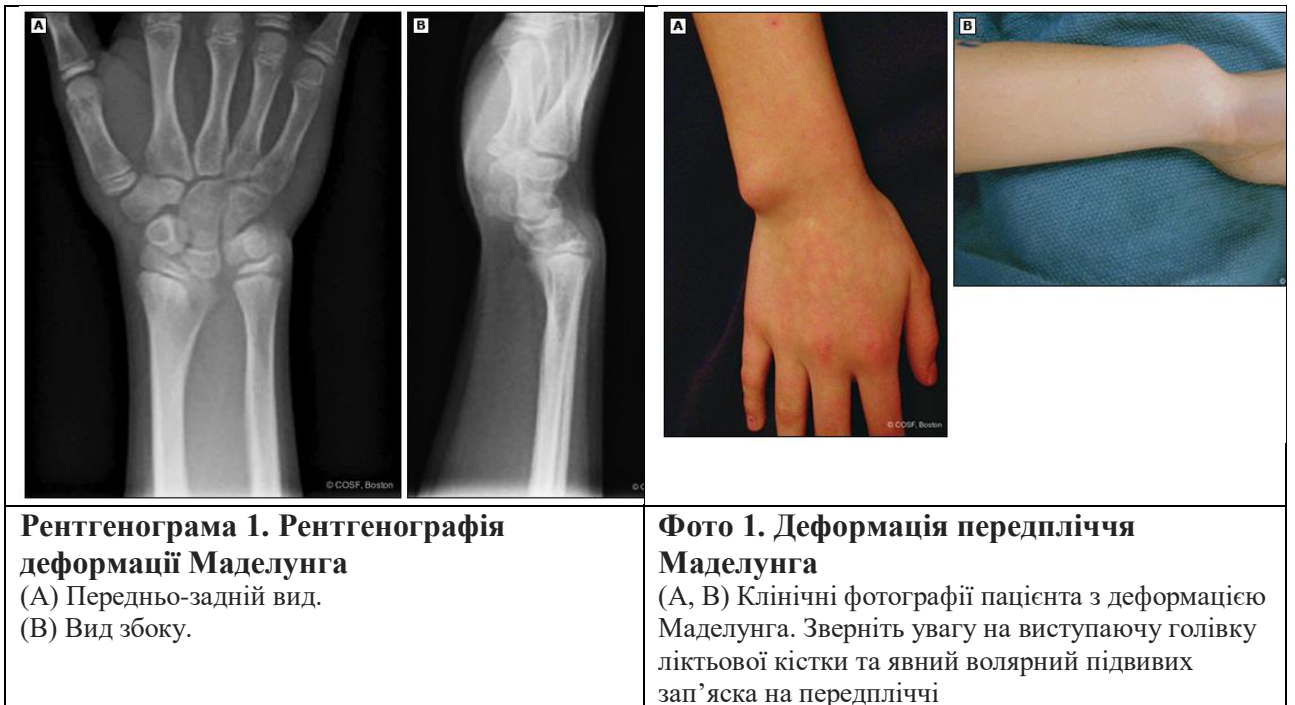 A
B
© COSF, Boston
© C
A
B
© COSF, Boston
©
Рентгенограма 1. Рентгенографія
деформації Маделунга
(A) Передньо-задній вид.
(B) Вид збоку.
Фото 1. Деформація передпліччя
Маделунга
(A, B) Клінічні фотографії пацієнта з деформацією
Маделунга. Зверніть увагу на виступаючу голівку
ліктьової кістки та явний волярний підвивих
зап’яска на передпліччі